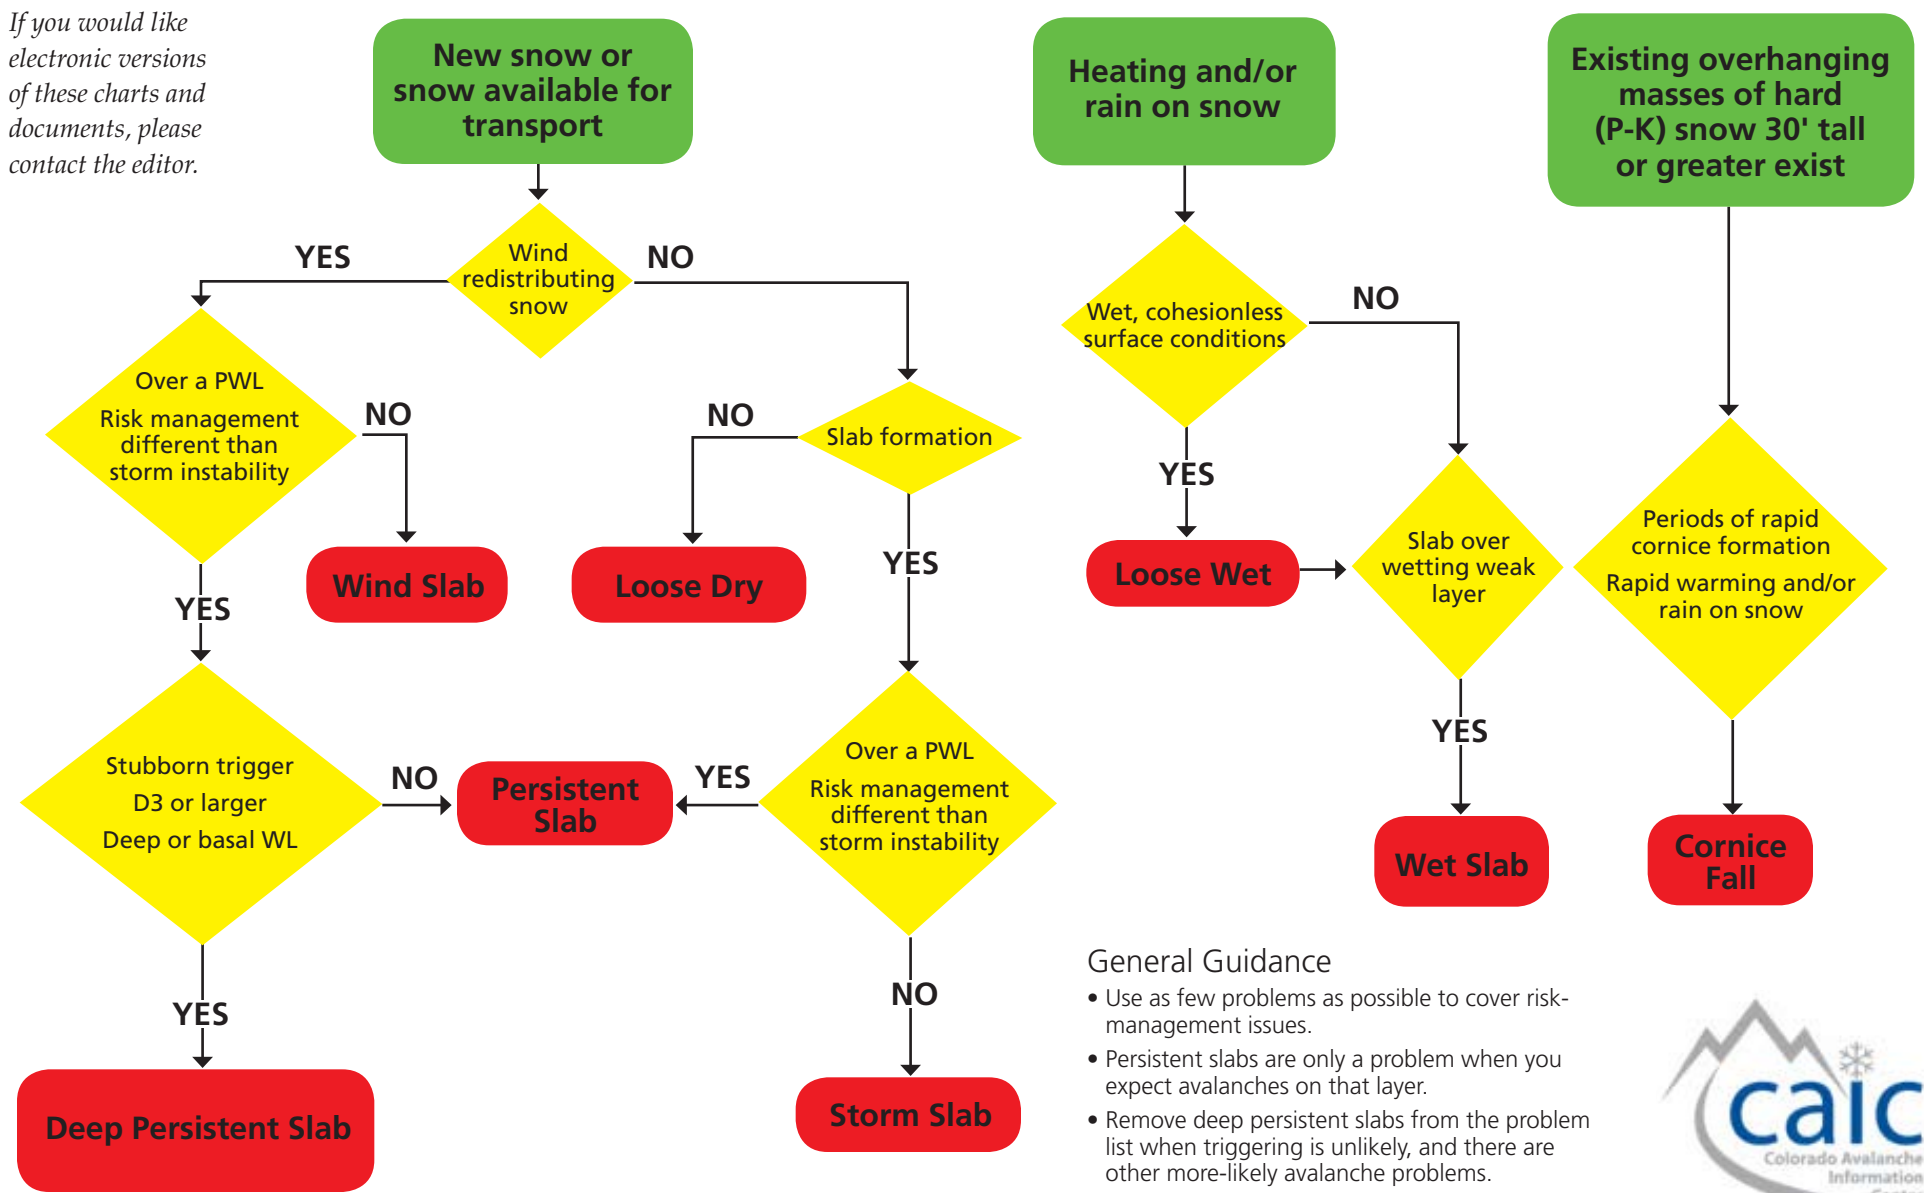 If you would like
electronic versions
of these charts and
documents, please
contact the editor.
New snow or
snow available for
transport
Wind
redistributing
snow
YES
NO
Over a PWL
Risk management
different than
storm instability
NO
Wind Slab
YES
Stubborn trigger
D3 or larger
Deep or basal WL
NO
Persistent
Slab
YES
Deep Persistent Slab
Slab formation
NO
Loose Dry
YES
Over a PWL
Risk management
different than
storm instability
YES
NO
Storm Slab
Heating and/or
rain on snow
Wet, cohesionless
surface conditions
NO
YES
Loose Wet
Slab over
wetting weak
layer
YES
Wet Slab
Existing overhanging
masses of hard
(P-K) snow 30' tall
or greater exist
Periods of rapid
cornice formation
Rapid warming and/or
rain on snow
Cornice
Fall
General Guidance
• Use as few problems as possible to cover risk-
management issues.
• Persistent slabs are only a problem when you
expect avalanches on that layer.
• Remove deep persistent slabs from the problem
list when triggering is unlikely, and there are
other more-likely avalanche problems.
caic
Colorado Avalanche
Information